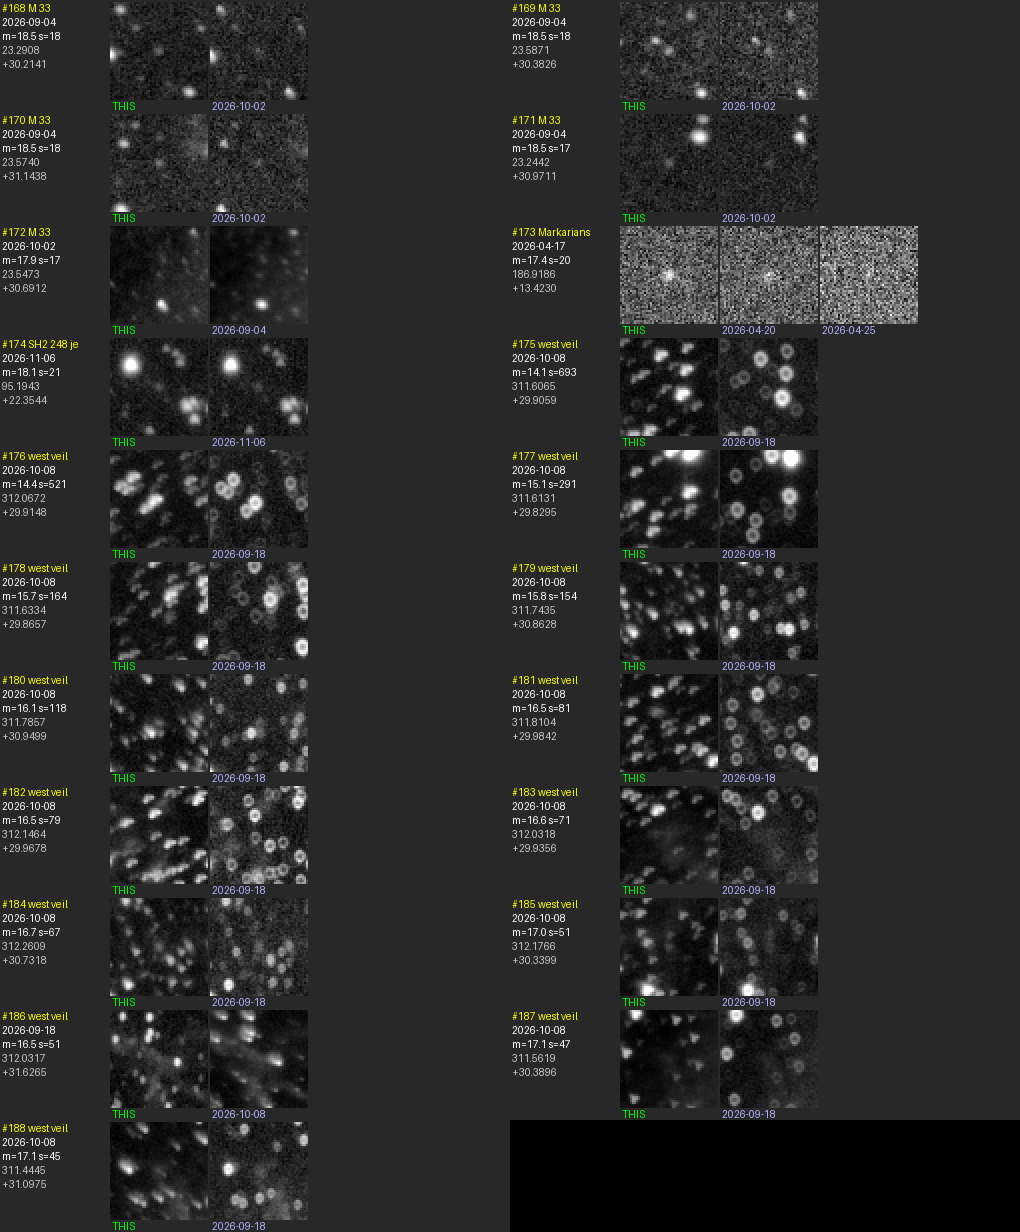 #168 M 33
2026-09-04
m=18.5 s=18
23.2908
+30.2141
THIS
2026-10-02
#169 M 33
2026-09-04
m=18.5 s=18
23.5871
+30.3826
THIS
2026-10-02
#170 M 33
2026-09-04
m=18.5 s=18
23.5740
+31.1438
THIS
2026-10-02
#171 M 33
2026-09-04
m=18.5 s=17
23.2442
+30.9711
THIS
2026-10-02
#172 M 33
2026-10-02
m=17.9 s=17
23.5473
+30.6912
THIS
2026-09-04
#173 Markarians
2026-04-17
m=17.4 s=20
186.9186
+13.4230
THIS
2026-04-20
2026-04-25
#174 SH2 248 je
2026-11-06
m=18.1 s=21
95.1943
+22.3544
THIS
2026-11-06
#175 west veil
2026-10-08
m=14.1 s=693
311.6065
+29.9059
THIS
2026-09-18
#176 west veil
2026-10-08
m=14.4 s=521
312.0672
+29.9148
THIS
2026-09-18
#177 west veil
2026-10-08
m=15.1 s=291
311.6131
+29.8295
THIS
2026-09-18
#178 west veil
2026-10-08
m=15.7 s=164
311.6334
+29.8657
THIS
2026-09-18
#179 west veil
2026-10-08
m=15.8 s=154
311.7435
+30.8628
THIS
2026-09-18
#180 west veil
2026-10-08
m=16.1 s=118
311.7857
+30.9499
THIS
2026-09-18
#181 west veil
2026-10-08
m=16.5 s=81
311.8104
+29.9842
THIS
2026-09-18
#182 west veil
2026-10-08
m=16.5 s=79
312.1464
+29.9678
THIS
2026-09-18
#183 west veil
2026-10-08
m=16.6 s=71
312.0318
+29.9356
THIS
2026-09-18
#184 west veil
2026-10-08
m=16.7 s=67
312.2609
+30.7318
THIS
2026-09-18
#185 west veil
2026-10-08
m=17.0 s=51
312.1766
+30.3399
THIS
2026-09-18
#186 west veil
2026-09-18
m=16.5 s=51
312.0317
+31.6265
THIS
2026-10-08
#187 west veil
2026-10-08
m=17.1 s=47
311.5619
+30.3896
THIS
2026-09-18
#188 west veil
2026-10-08
m=17.1 s=45
311.4445
+31.0975
THIS
2026-09-18